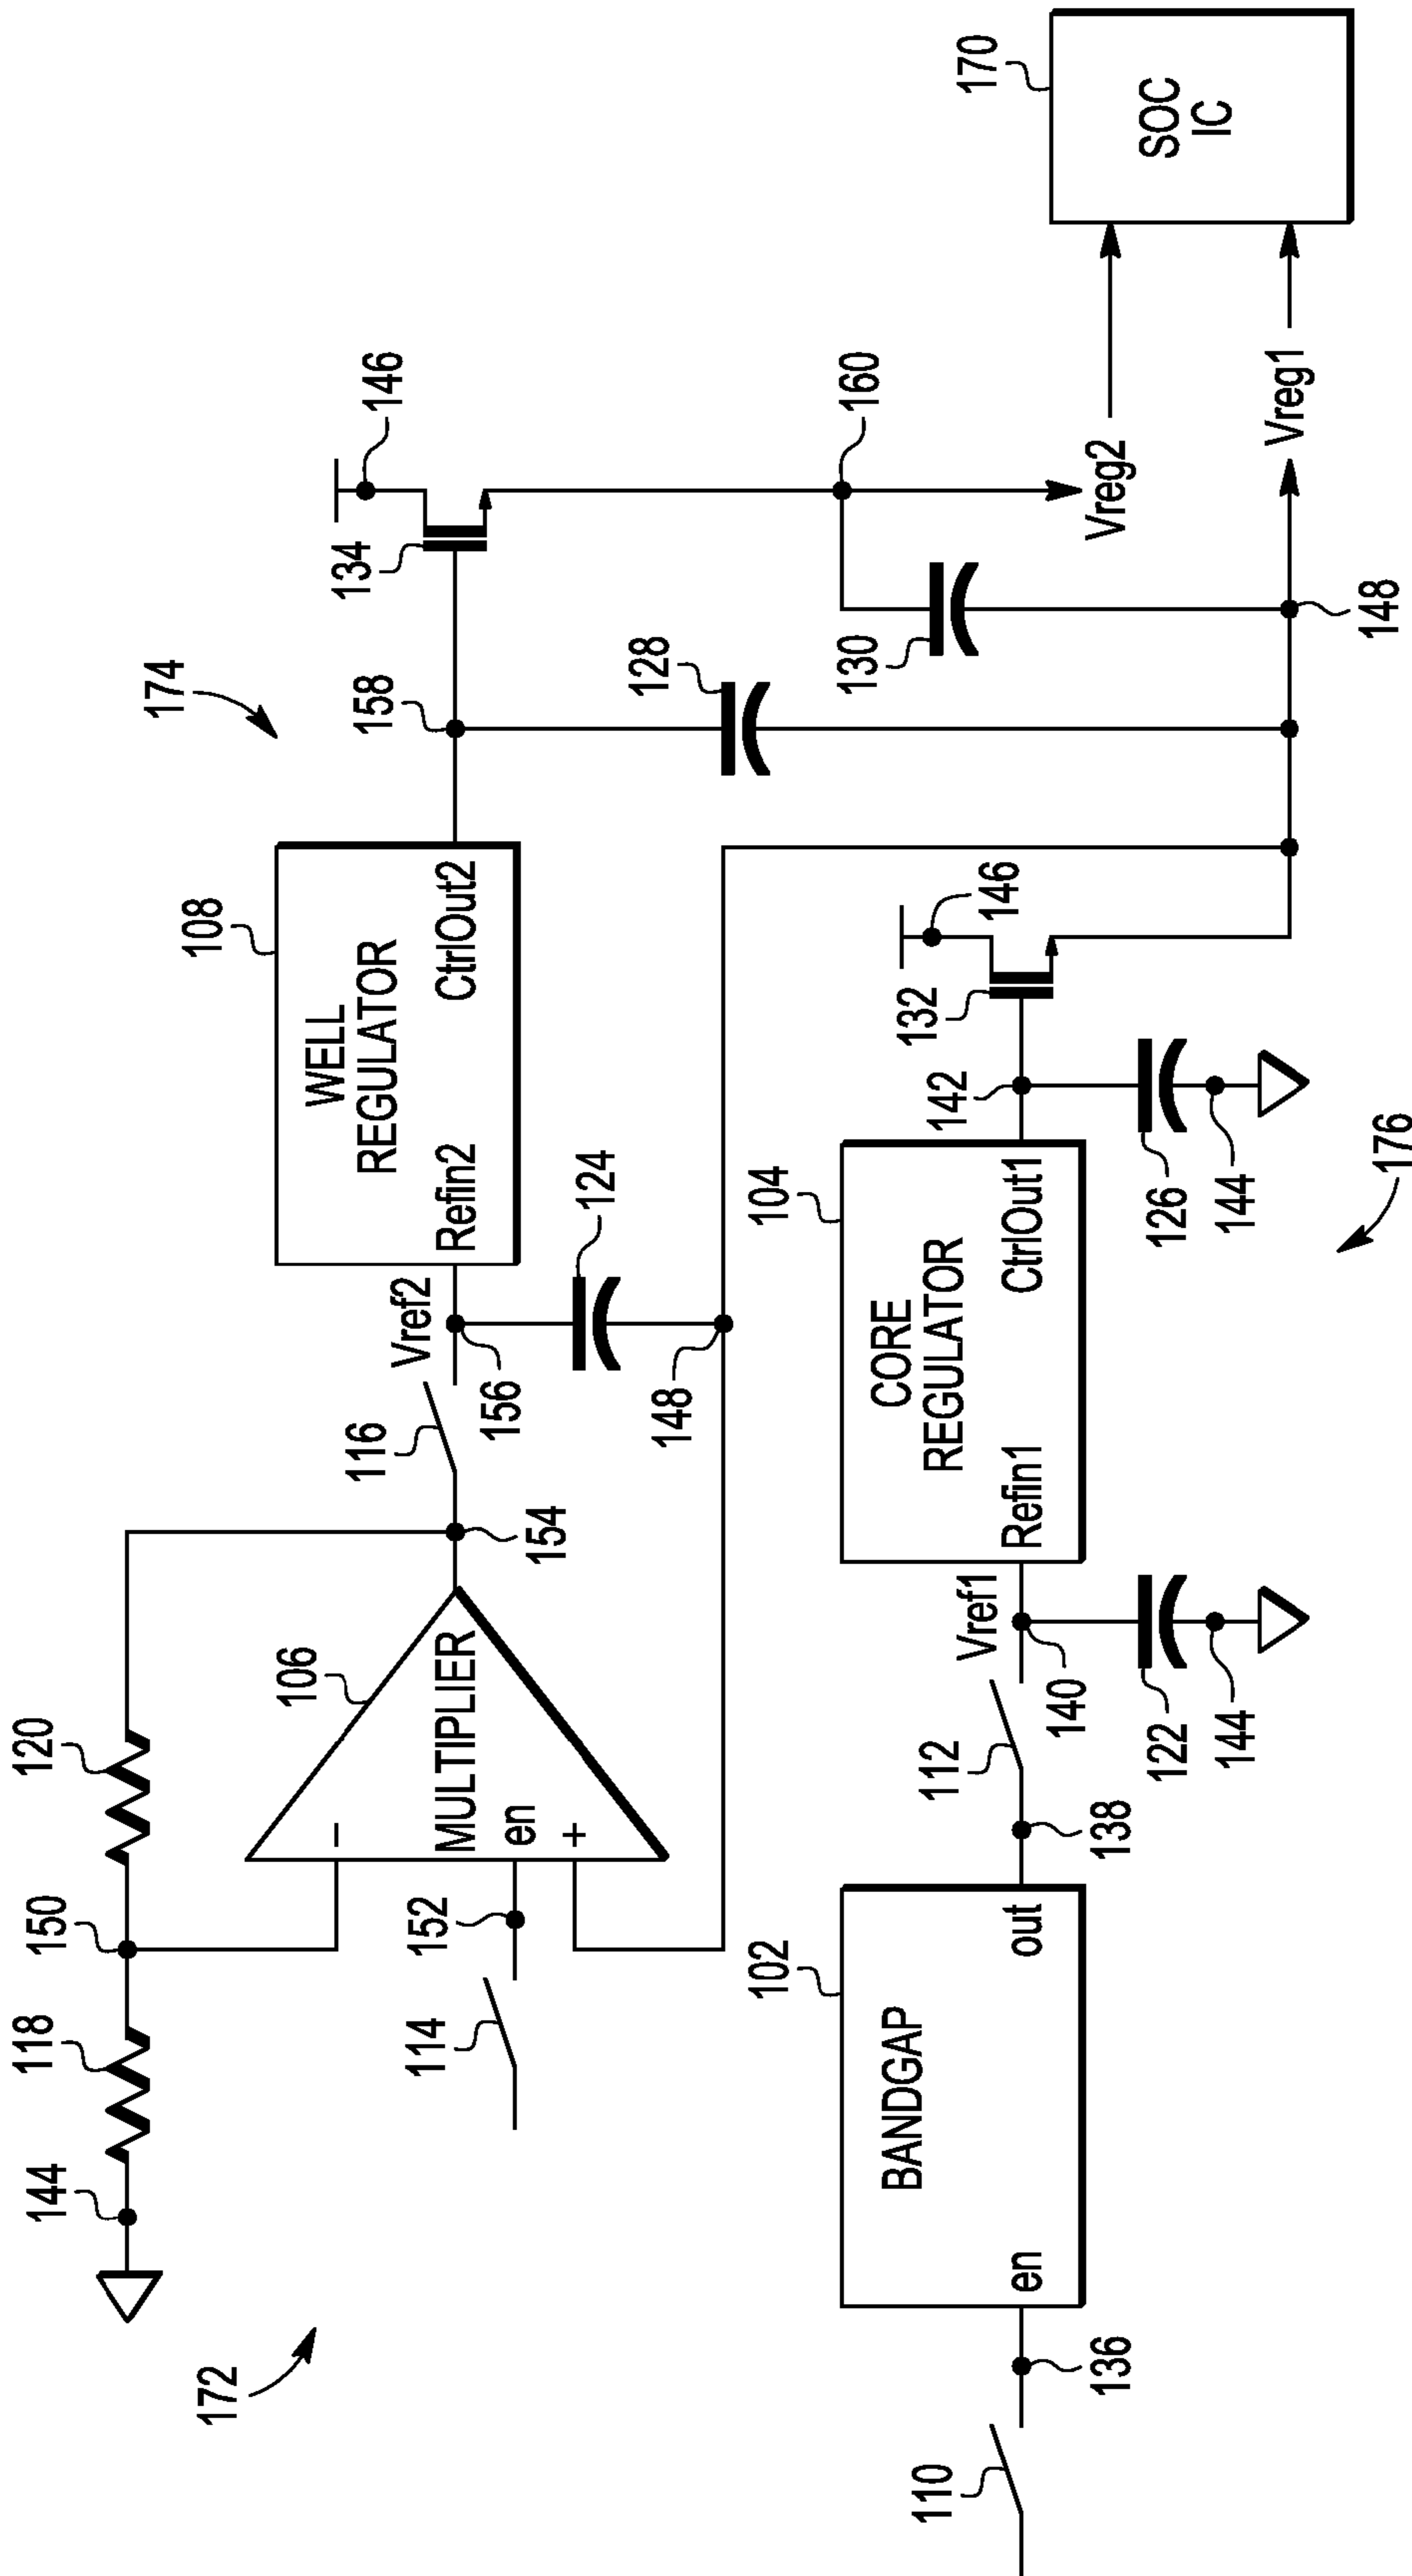 172
144
118
150
120
106
MULTIPLIER
-
en
+
114
152
154
116
Vref2
156
124
148
108
WELL
REGULATOR
Refin2
CtrlOut2
174
158
128
134
146
130
160
Vreg2
Vreg1
148
170
SOC
IC
110
136
102
BANDGAP
en
out
138
112
Vref1
140
122
144
104
CORE
REGULATOR
Refin1
CtrlOut1
142
126
144
132
146
176